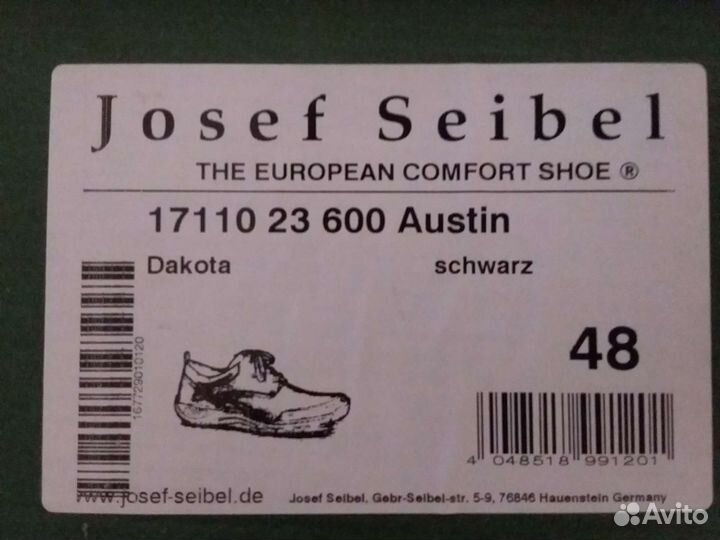 Josef Seibel
THE EUROPEAN COMFORT SHOE ®
17110 23 600 Austin
Dakota schwarz
48
167729010120
4 048518 991201
www.josef-seibel.de
Josef Seibel, Gebr-Seibel-str. 5-9, 76846 Hauenstein Germany
Avito